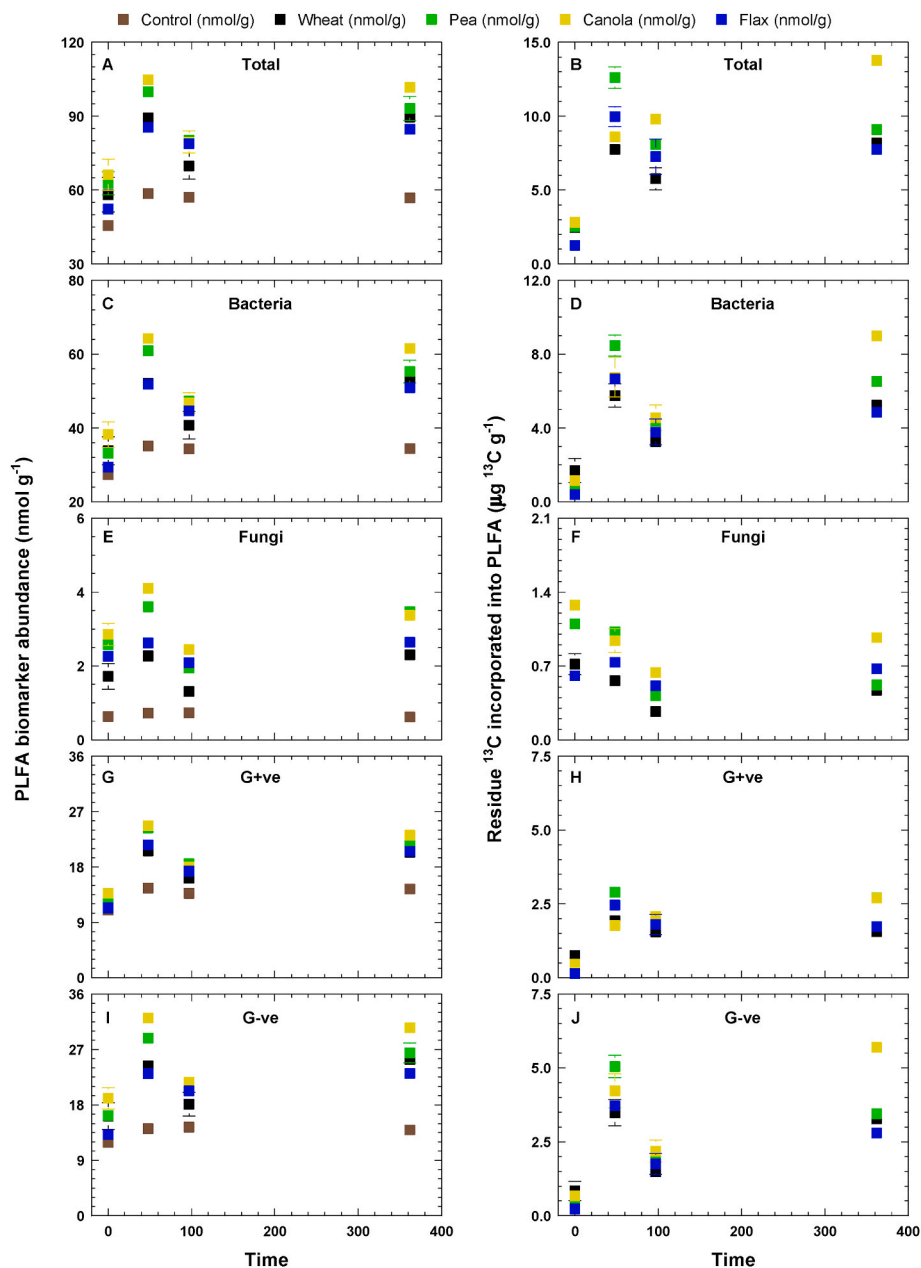 Control (nmol/g) Wheat (nmol/g) Pea (nmol/g) Canola (nmol/g) Flax (nmol/g)
PLFA biomarker abundance (nmol g⁻¹)
A Total
120
90
60
30
C Bacteria
80
60
40
20
E Fungi
6
4
2
0
G G+ve
36
27
18
9
0
I G-ve
36
27
18
9
0
0 100 200 300 400
Time
Residue ¹³C incorporated into PLFA (µg ¹³C g⁻¹)
B Total
15.0
10.0
5.0
0.0
D Bacteria
12.0
8.0
4.0
0.0
F Fungi
2.1
1.4
0.7
0.0
H G+ve
7.5
5.0
2.5
0.0
J G-ve
7.5
5.0
2.5
0.0
0 100 200 300 400
Time